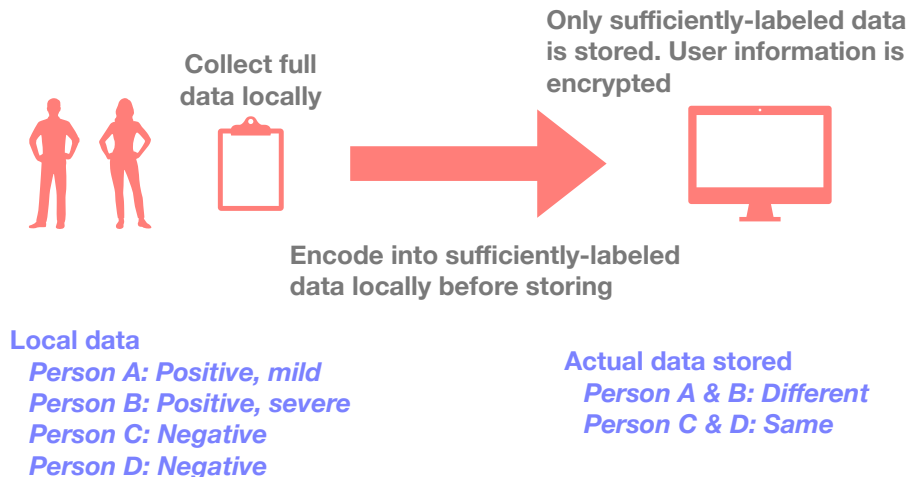 Collect full
data locally
Only sufficiently-labeled data
is stored. User information is
encrypted
Encode into sufficiently-labeled
data locally before storing
Local data
Person A: Positive, mild
Person B: Positive, severe
Person C: Negative
Person D: Negative
Actual data stored
Person A & B: Different
Person C & D: Same